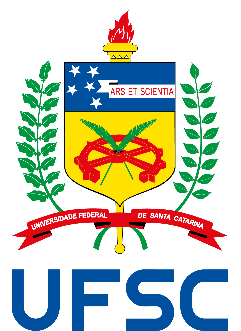 ARS ET SCIENTIA
UNIVERSIDADE FEDERAL DE SANTA CATARINA
UFSC